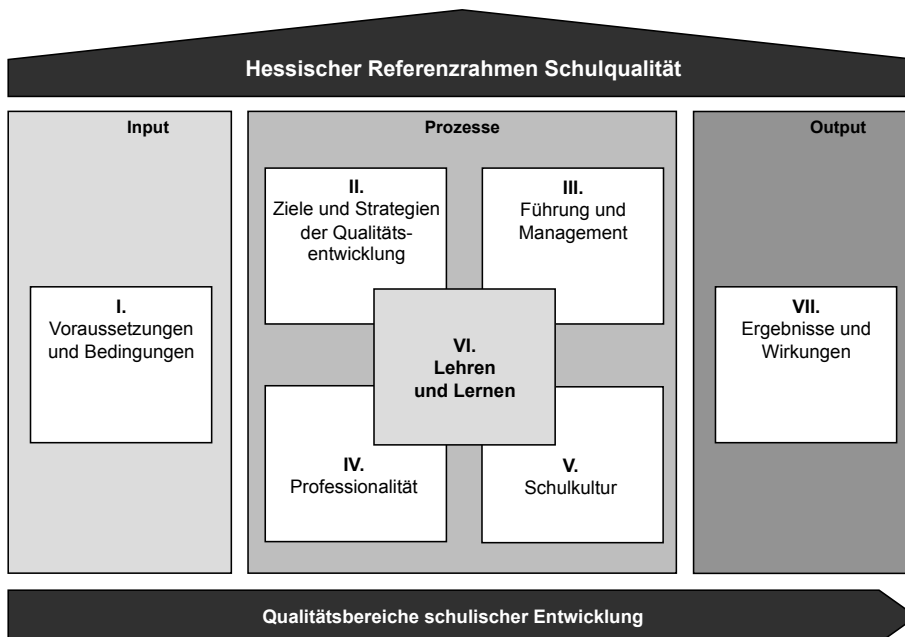 Hessischer Referenzrahmen Schulqualität
Input
Prozesse
Output
I.
Voraussetzungen
und Bedingungen
II.
Ziele und Strategien
der Qualitäts-
entwicklung
III.
Führung und
Management
VI.
Lehren
und Lernen
IV.
Professionalität
V.
Schulkultur
VII.
Ergebnisse und
Wirkungen
Qualitätsbereiche schulischer Entwicklung